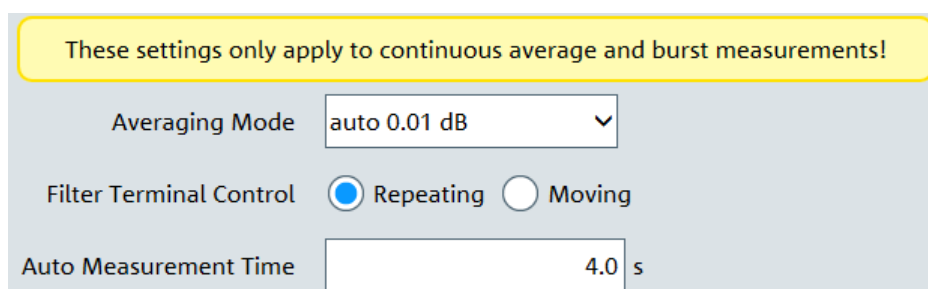 These settings only apply to continuous average and burst measurements!
Averaging Mode auto 0.01 dB
Filter Terminal Control Repeating Moving
Auto Measurement Time 4.0 s